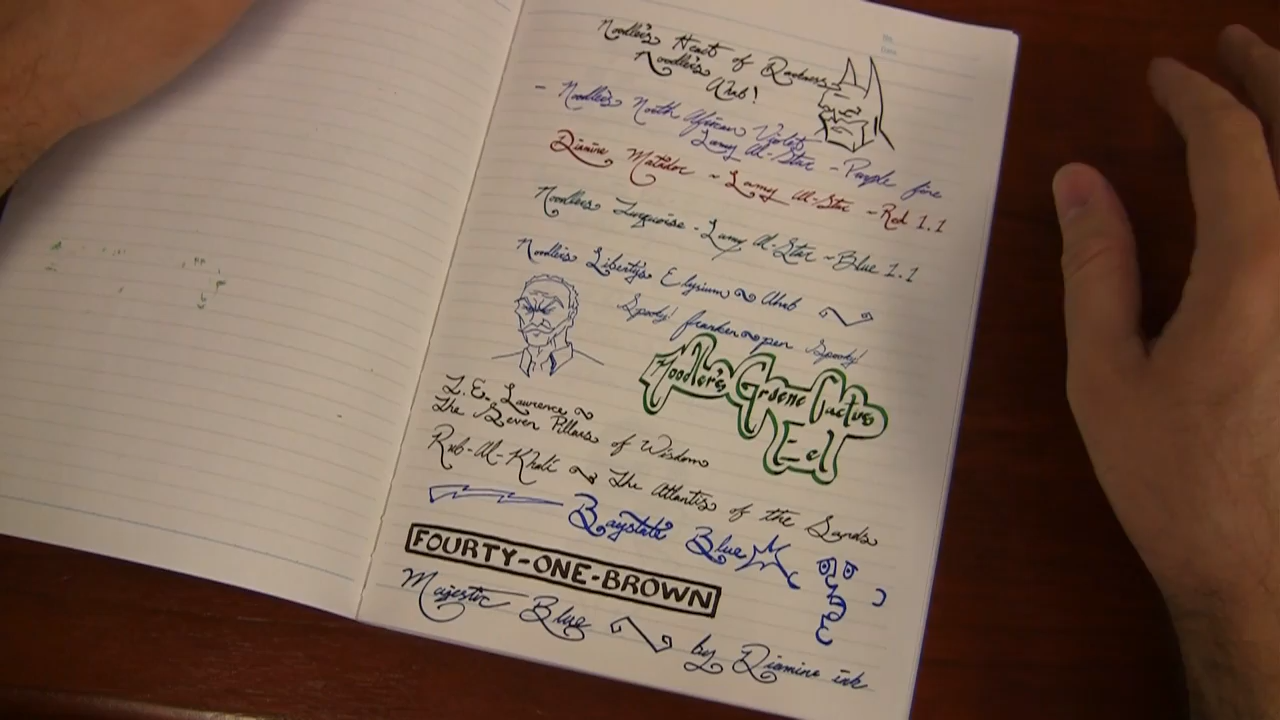 Noodler's Heart of Darkness
Noodler's
Ahab!
- Noodler's North African Violet
Lamy Al-Star ~ Purple fine
Diamine Matador ~ Lamy Al-Star ~ Red 1.1
Noodlers Turquoise - Lamy Al-Star ~ Blue 1.1
Noodlers Liberty's Elysium ~ Ahab ~
Spooky! franken~pen Spooky!
Noodler's Groene Cactus
Eel
T.E. Lawrence ~
The Seven Pillars of Wisdom
Rub-Al-Khali ~ The Atlantis of the Sands
Baystate Blue
FOURTY-ONE-BROWN
Majestic Blue ~ by Diamine ink